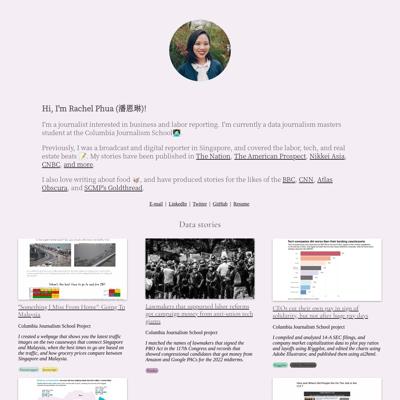 Hi, I'm Rachel Phua (潘恩琳)!
I'm a journalist interested in business and labor reporting. I'm currently a data journalism masters
student at the Columbia Journalism School
Previously, I was a broadcast and digital reporter in Singapore, and covered the labor, tech, and real
estate beats. My stories have been published in The Nation, The American Prospect, Nikkei Asia,
CNBC, and more.
I also love writing about food, and have produced stories for the likes of the BBC, CNN, Atlas
Obscura, and SCMP's Goldthread.
E-mail | LinkedIn | Twitter | GitHub | Resume
Data stories
"Something I Miss From Home": Going To
Malaysia
Columbia Journalism School Project
I created a webpage that shows you the latest traffic
images on the two causeways that connect Singapore
and Malaysia, when the best times to go are based on
the traffic, and how grocery prices compare between
Singapore and Malaysia.
Lawmakers that supported labor reforms
got campaign money from anti-union tech
giants
Columbia Journalism School project
I matched the names of lawmakers that signed the
PRO Act in the 117th Congress and records that
showed congressional candidates that got money from
Amazon and Google PACs for the 2022 midterms.
Tech companies did worse than their banking counterparts
CEOs cut their own pay in sign of
solidarity, but not after huge pay days
Columbia Journalism School project
I compiled and analyzed 14-A SEC filings, and
company market capitalization data to plot pay ratios
and layoffs using R/ggplot, and edited the charts using
Adobe Illustrator, and published them using ai2html.